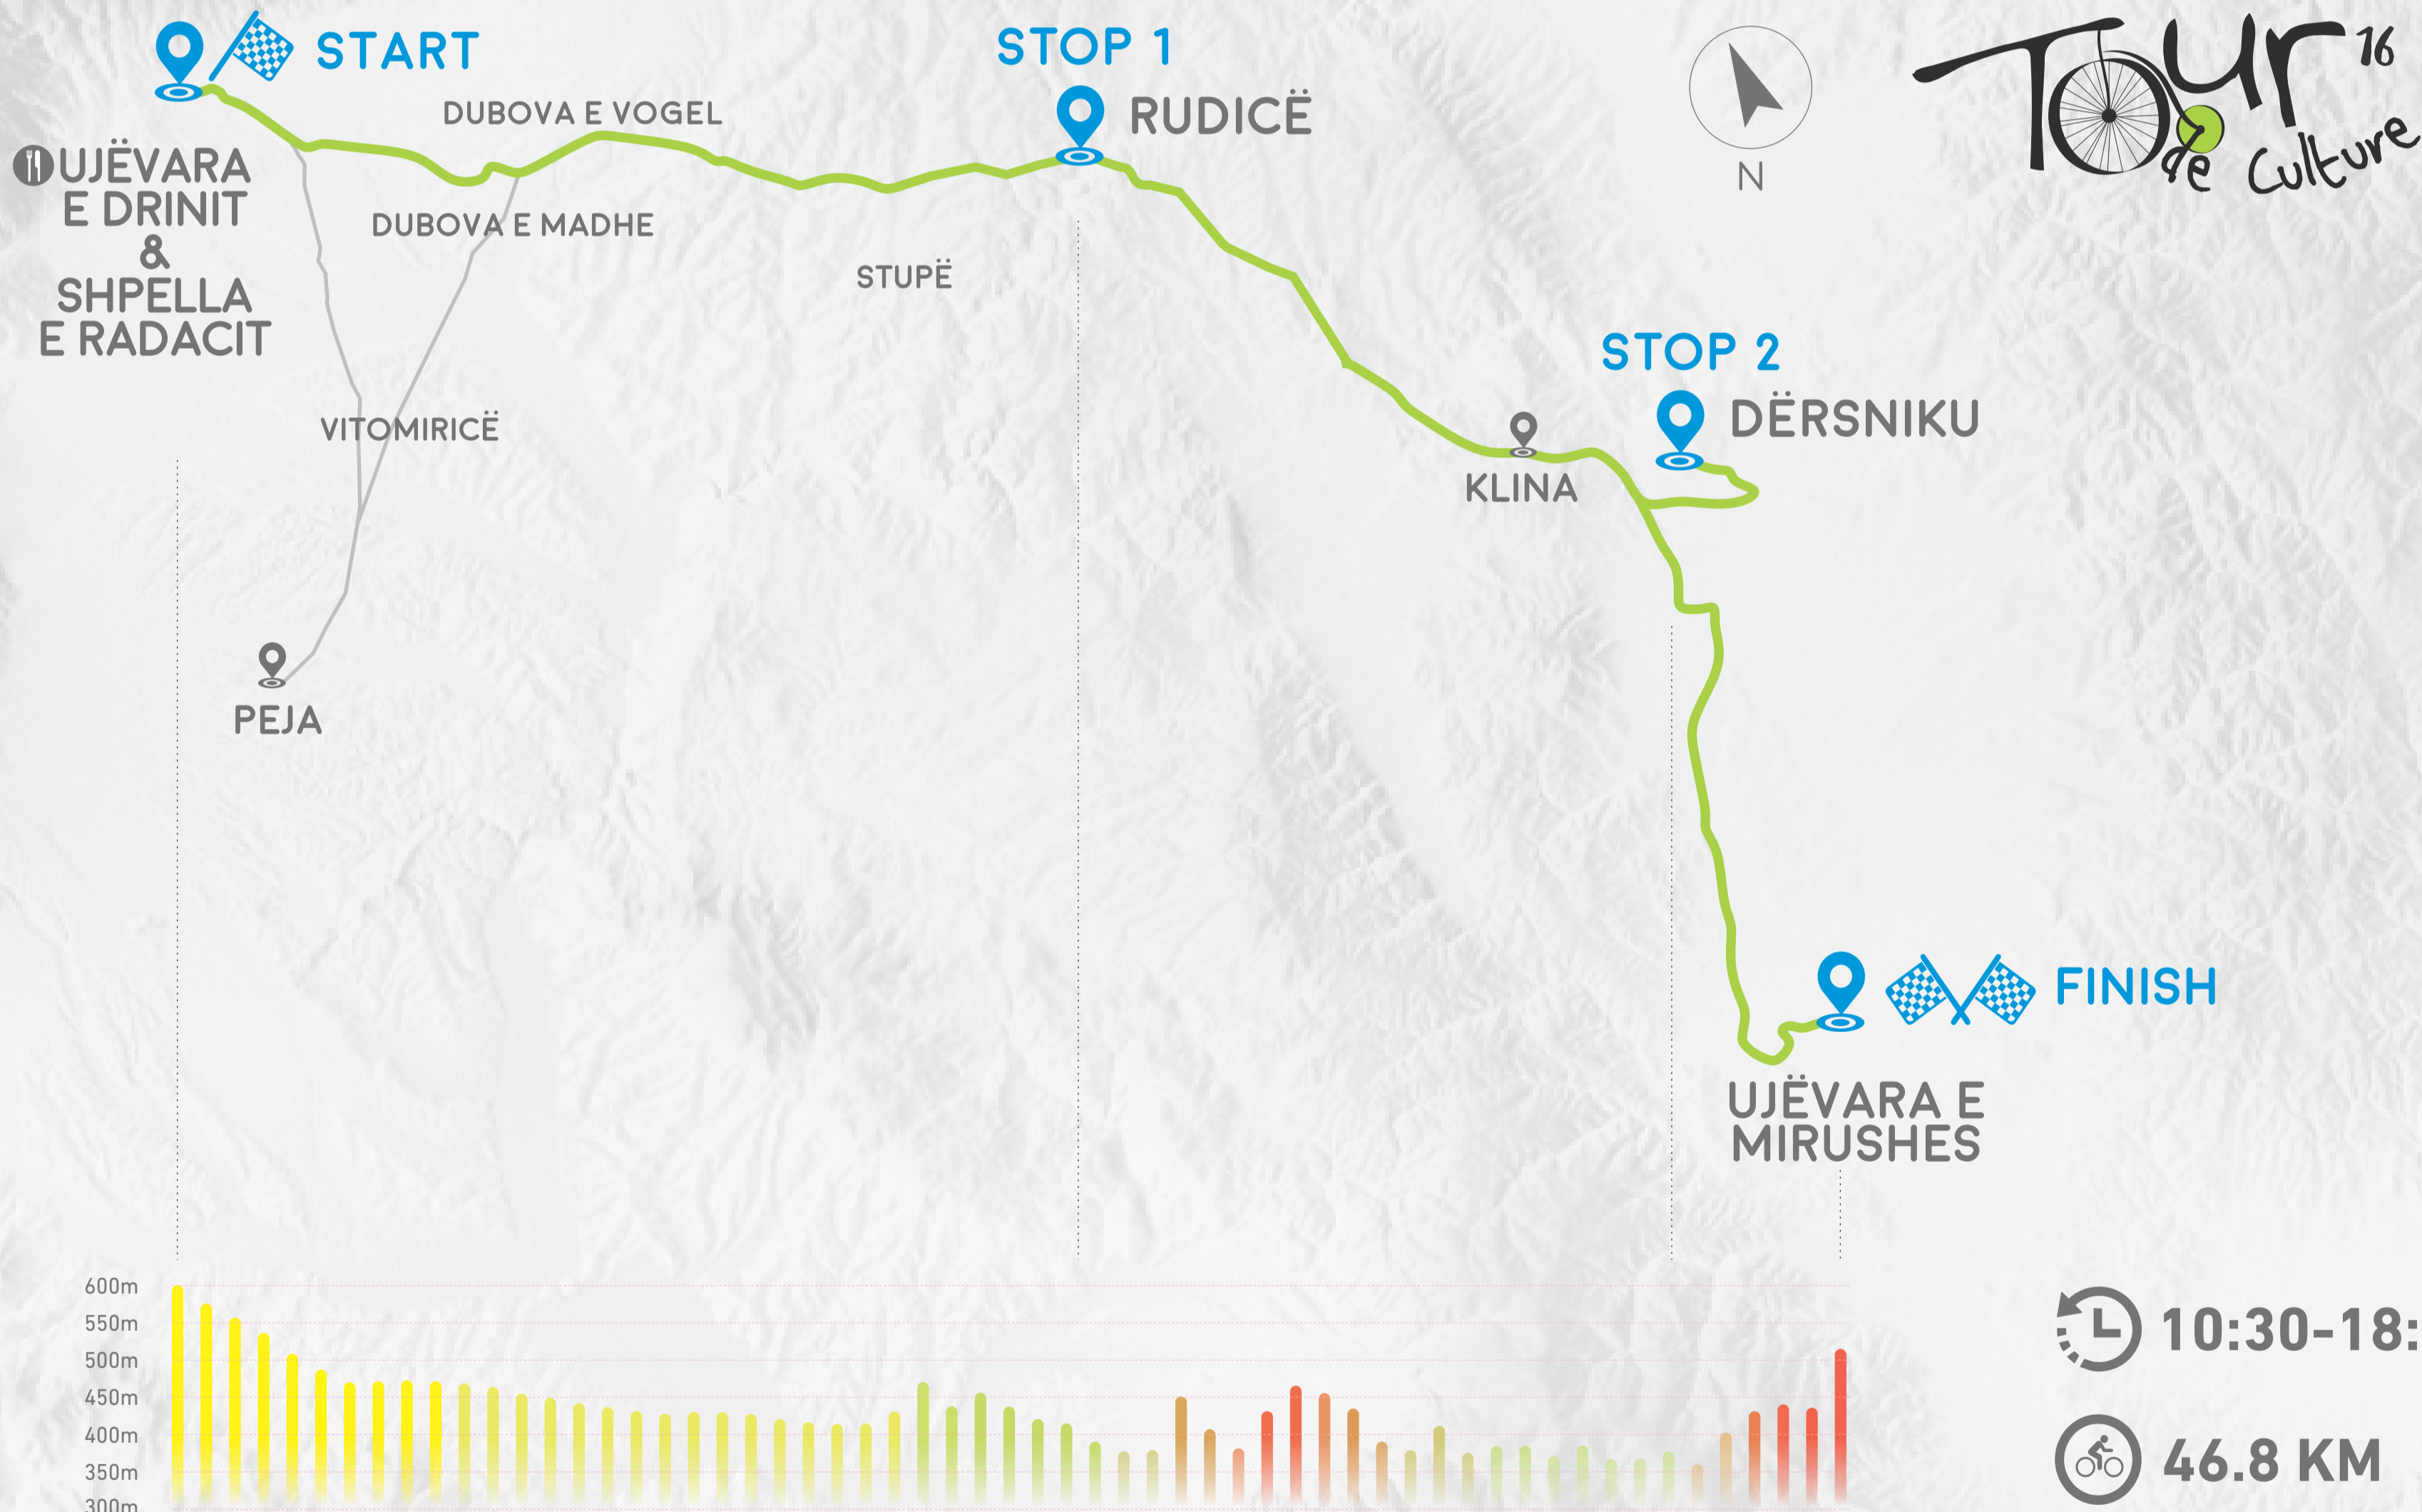 START
STOP 1
RUDICË
N
Tour 16
de Culture
DUBOVA E VOGEL
UJËVARA
E DRINIT
&
SHPELLA
E RADACIT
DUBOVA E MADHE
STUPË
VITOMIRICË
PEJA
STOP 2
DËRSNIKU
KLINA
FINISH
UJËVARA E
MIRUSHES
600m
550m
500m
450m
400m
350m
300m
10:30-18:
46.8 KM